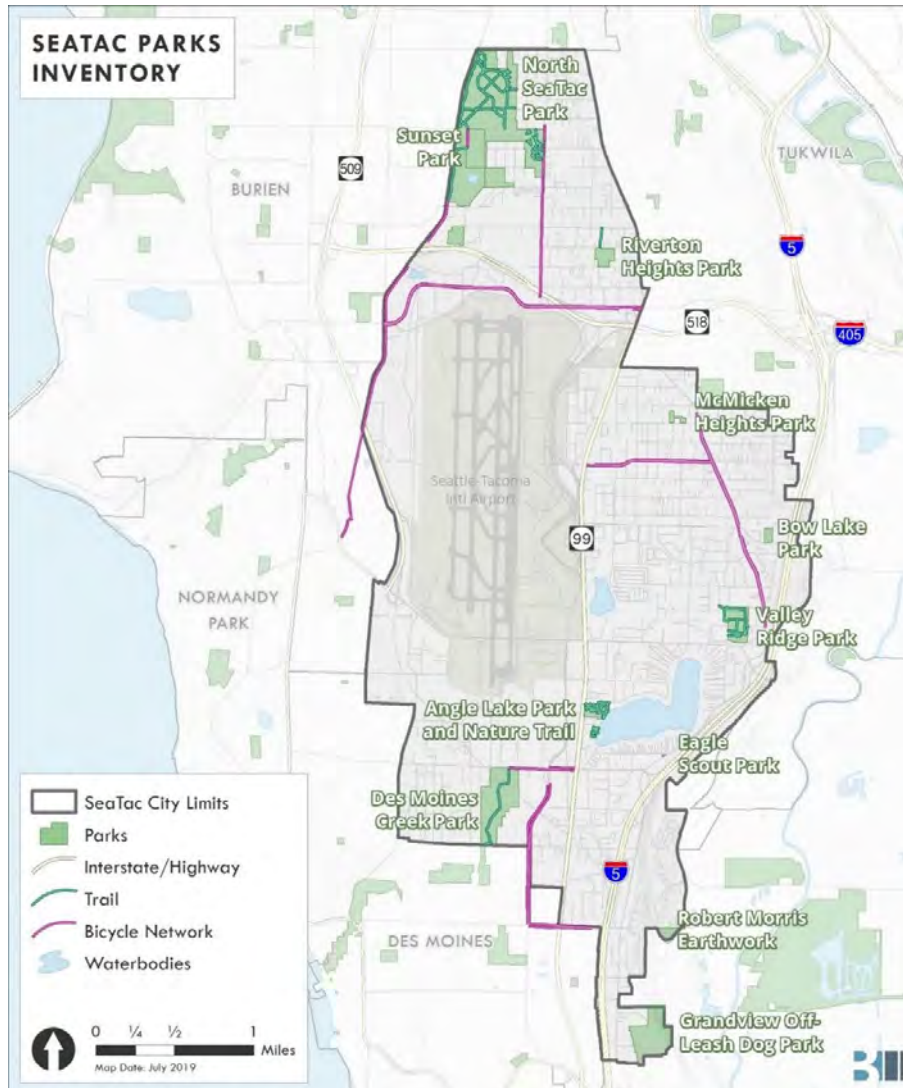 SEATAC PARKS
INVENTORY
North
SeaTac
Park
Sunset
Park
TUKWILA
509
BURIEN
5
Riverton
Heights Park
518
405
McMicken
Heights Park
Seattle-Tacoma
Intl Airport
99
Bow Lake
Park
NORMANDY
PARK
Valley
Ridge Park
Angle Lake Park
and Nature Trail
Eagle
Scout Park
Des Moines
Creek Park
SeaTac City Limits
Parks
Interstate/Highway
Trail
Bicycle Network
Waterbodies
5
DES MOINES
Robert Morris
Earthwork
0 ¼ ½ 1
Miles
Map Date: July 2019
Grandview Off-
Leash Dog Park